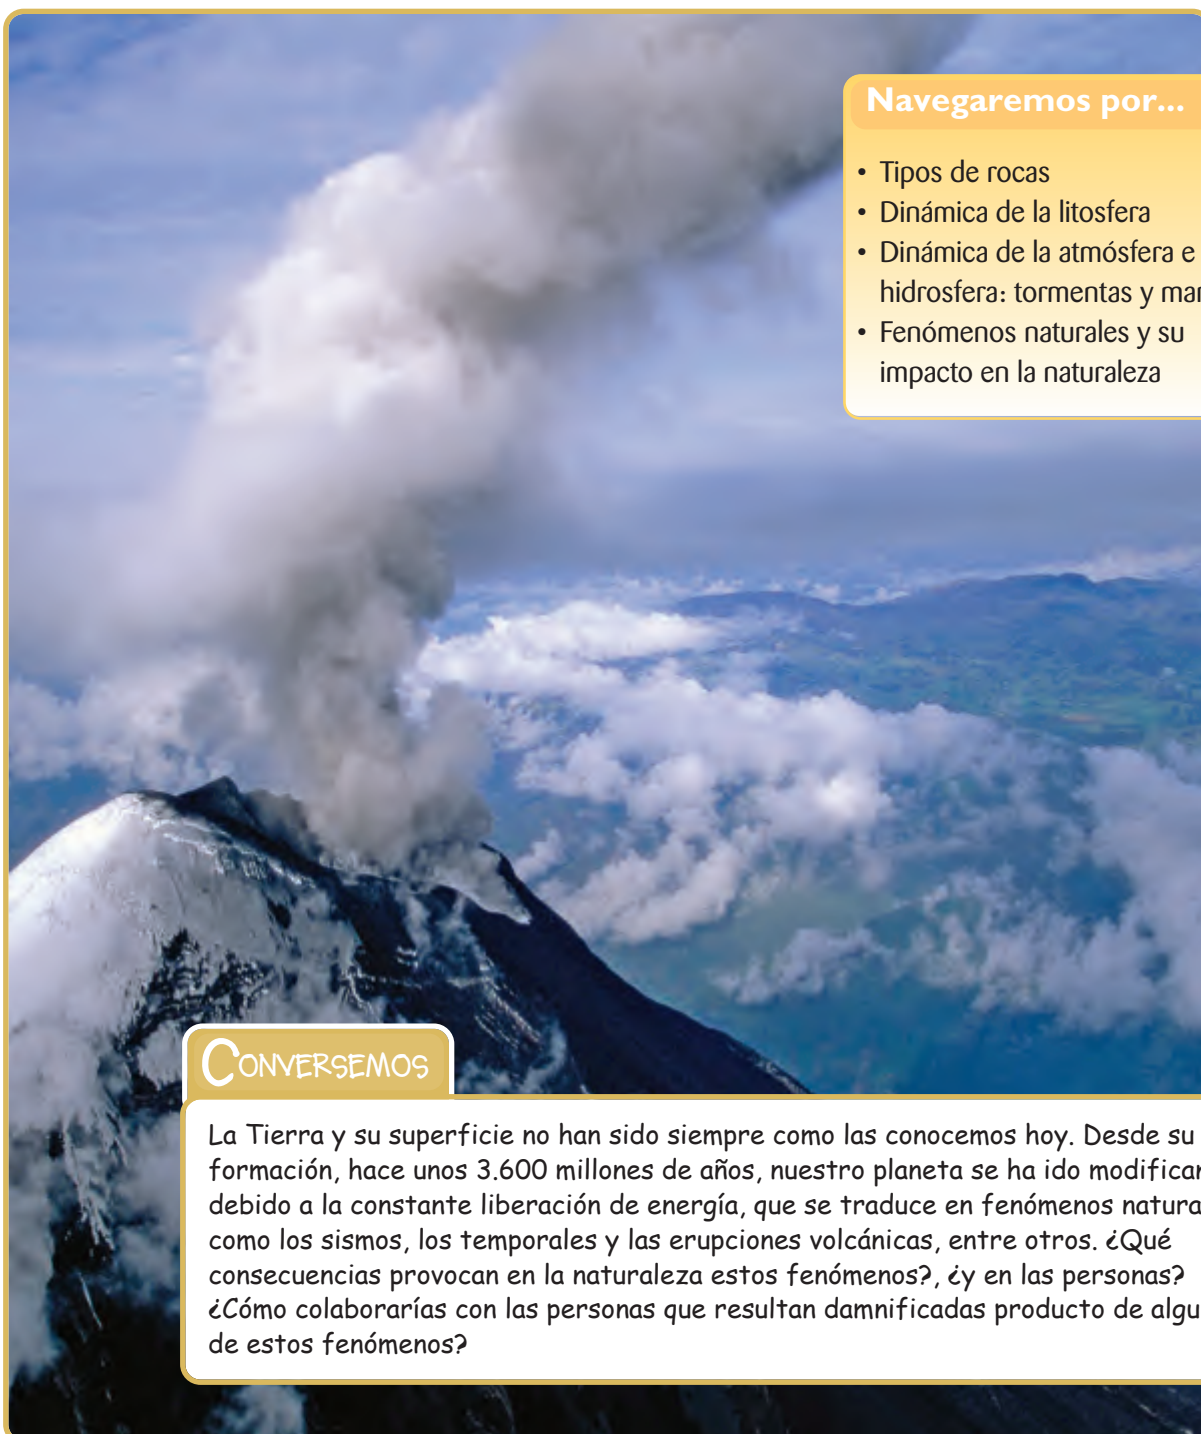 Navegaremos por...
• Tipos de rocas
• Dinámica de la litosfera
• Dinámica de la atmósfera e
hidrosfera: tormentas y mar
• Fenómenos naturales y su
impacto en la naturaleza
CONVERSEMOS
La Tierra y su superficie no han sido siempre como las conocemos hoy. Desde su
formación, hace unos 3.600 millones de años, nuestro planeta se ha ido modifican
debido a la constante liberación de energía, que se traduce en fenómenos natura
como los sismos, los temporales y las erupciones volcánicas, entre otros. ¿Qué
consecuencias provocan en la naturaleza estos fenómenos?, ¿y en las personas?
¿Cómo colaborarías con las personas que resultan damnificadas producto de algu
de estos fenómenos?